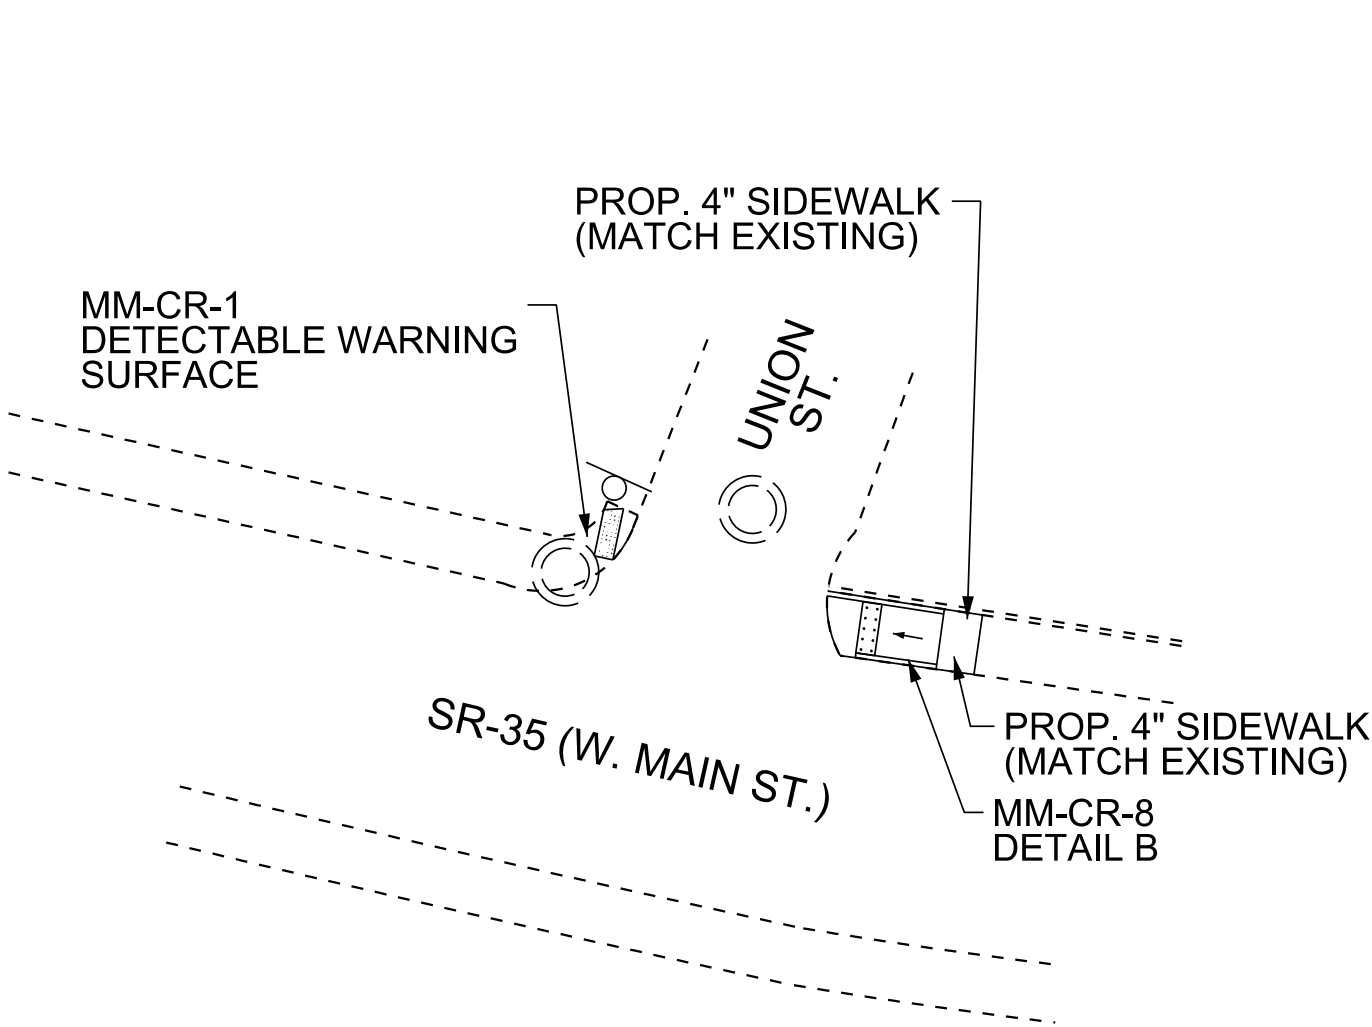 PROP. 4" SIDEWALK
(MATCH EXISTING)
MM-CR-1
DETECTABLE WARNING
SURFACE
UNION
ST.
SR-35 (W. MAIN ST.)
PROP. 4" SIDEWALK
(MATCH EXISTING)
MM-CR-8
DETAIL B